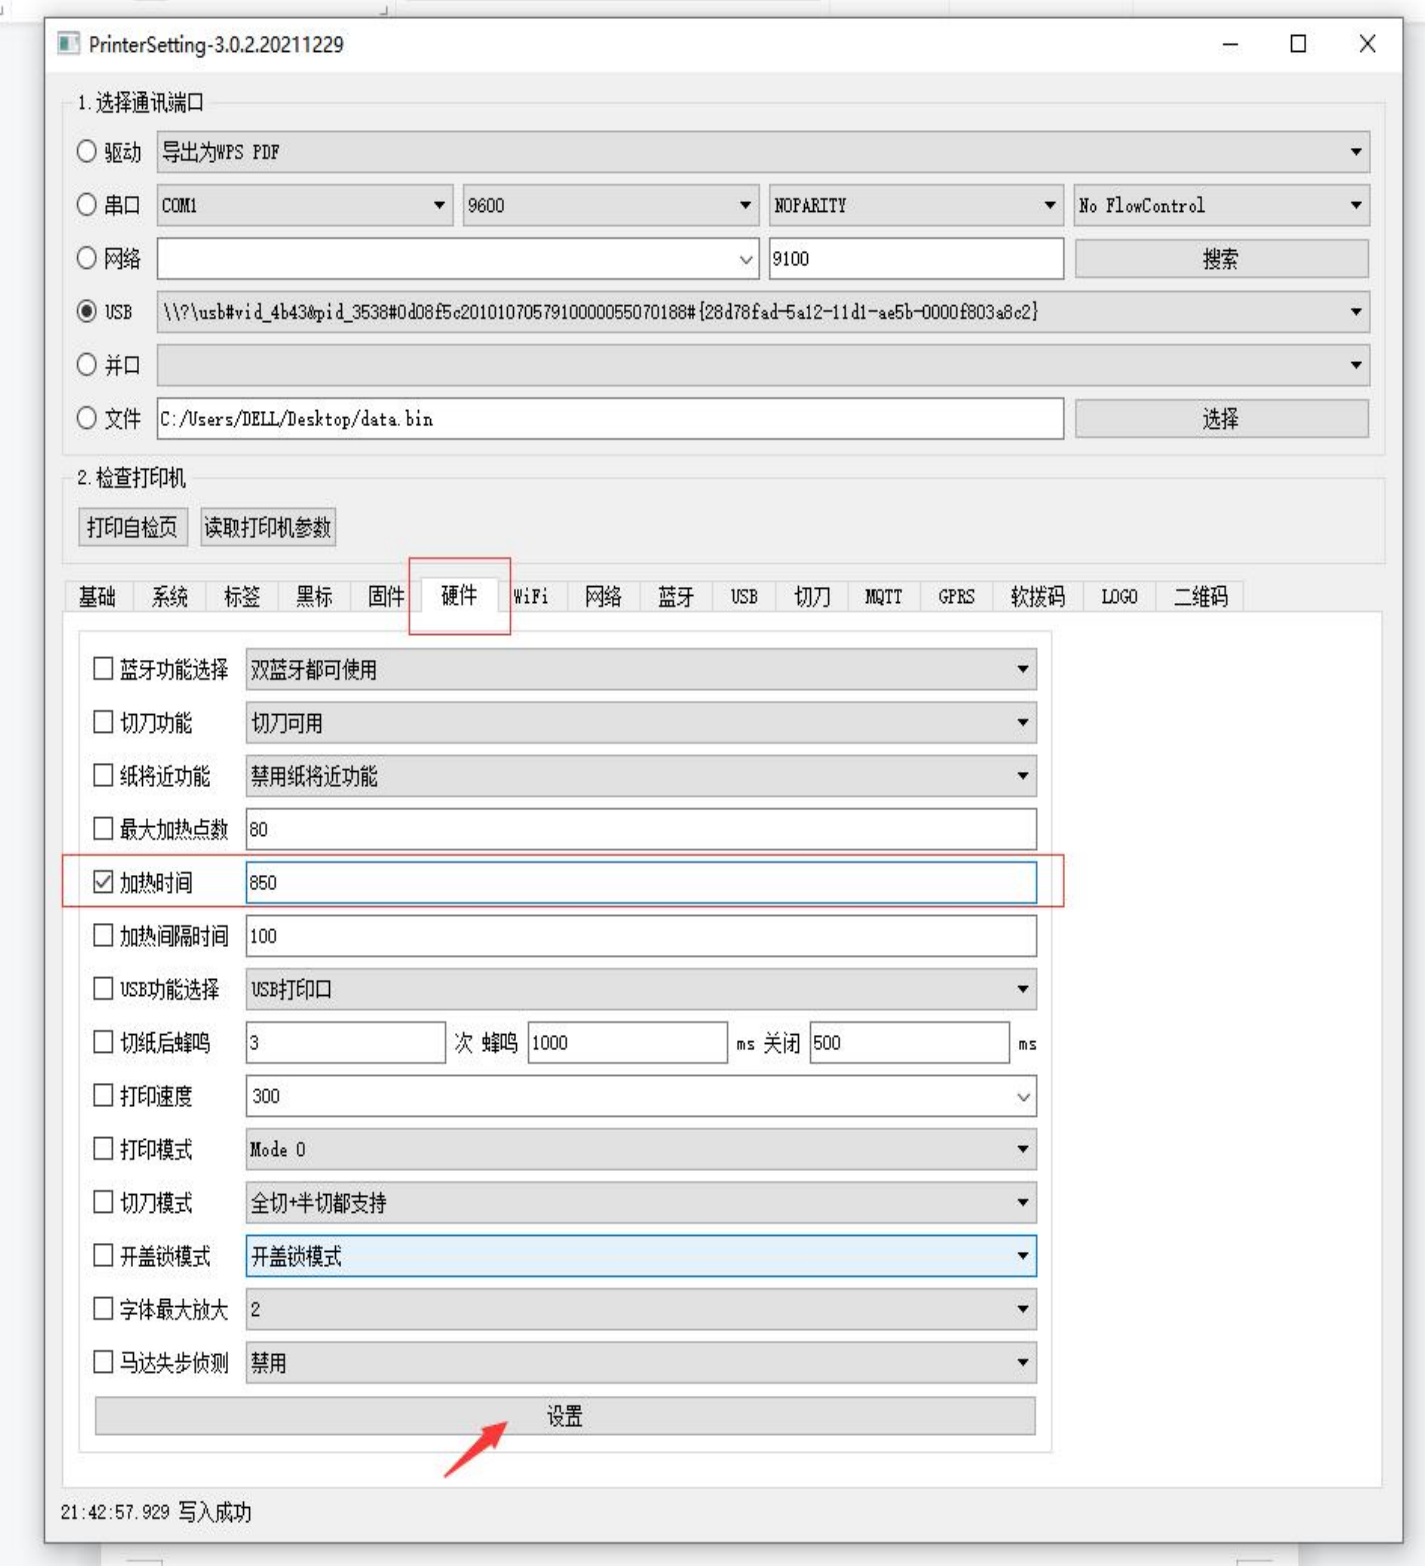 PrinterSetting-3.0.2.20211229
1.选择通讯端口
驱动 导出为WPS PDF
串口 COM1 9600 NOPARITY No FlowControl
网络 9100 搜索
USB \\?\usb#vid_4b43&pid_3538#0d08f5c2010107057910000055070188#{28d78fad-5a12-11d1-ae5b-0000f803a8c2}
并口
文件 C:/Users/DELL/Desktop/data.bin 选择
2.检查打印机
打印自检页 读取打印机参数
基础 系统 标签 黑标 固件 硬件 WiFi 网络 蓝牙 USB 切刀 MQTT GPRS 软拨码 LOGO 二维码
蓝牙功能选择 双蓝牙都可使用
切刀功能 切刀可用
纸将近功能 禁用纸将近功能
最大加热点数 80
加热时间 850
加热间隔时间 100
USB功能选择 USB打印口
切纸后蜂鸣 3 次 蜂鸣 1000 ms 关闭 500 ms
打印速度 300
打印模式 Mode 0
切刀模式 全切+半切都支持
开盖锁模式 开盖锁模式
字体最大放大 2
马达失步侦测 禁用
设置
21:42:57.929 写入成功